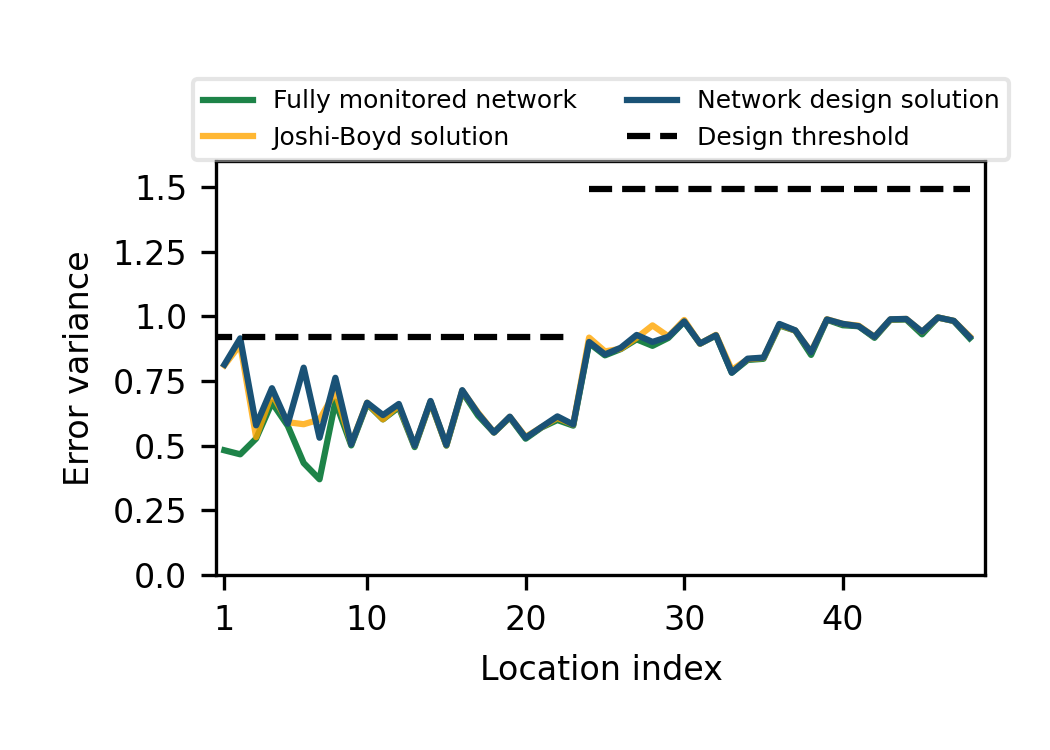 Fully monitored network
Network design solution
Joshi-Boyd solution
Design threshold
1.5
1.25
1.0
0.75
0.5
0.25
0.0
Error variance
1 10 20 30 40
Location index